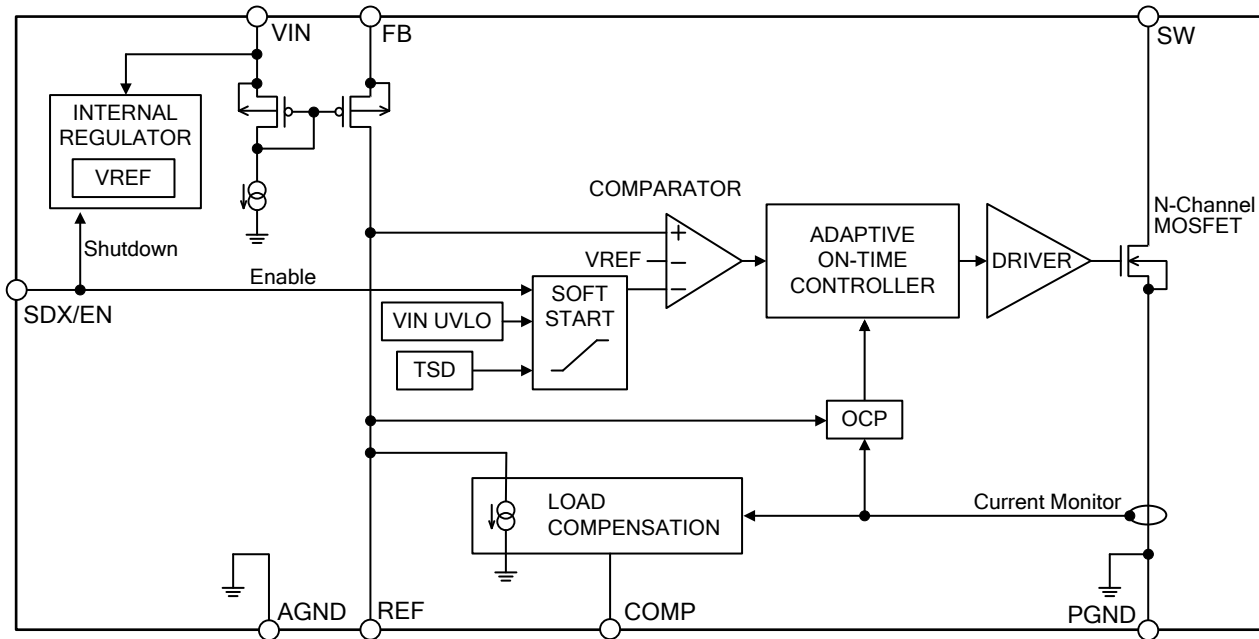 VIN
FB
SW
INTERNAL
REGULATOR
VREF
Shutdown
SDX/EN
Enable
COMPARATOR
+
VREF
−
−
VIN UVLO
TSD
SOFT
START
ADAPTIVE
ON-TIME
CONTROLLER
DRIVER
N-Channel
MOSFET
OCP
LOAD
COMPENSATION
Current Monitor
AGND
REF
COMP
PGND